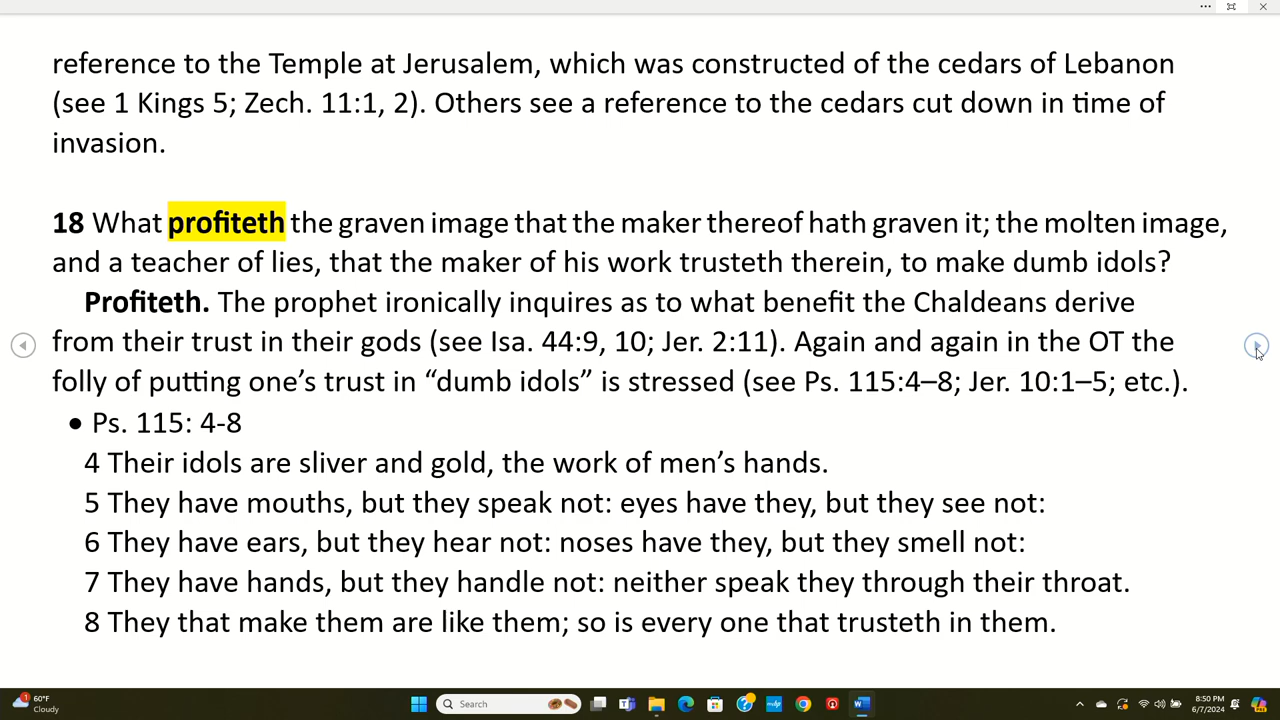 reference to the Temple at Jerusalem, which was constructed of the cedars of Lebanon
(see 1 Kings 5; Zech. 11:1, 2). Others see a reference to the cedars cut down in time of
invasion.
18 What profiteth the graven image that the maker thereof hath graven it; the molten image,
and a teacher of lies, that the maker of his work trusteth therein, to make dumb idols?
Profiteth. The prophet ironically inquires as to what benefit the Chaldeans derive
from their trust in their gods (see Isa. 44:9, 10; Jer. 2:11). Again and again in the OT the
folly of putting one’s trust in “dumb idols” is stressed (see Ps. 115:4–8; Jer. 10:1–5; etc.).
• Ps. 115: 4-8
4 Their idols are sliver and gold, the work of men’s hands.
5 They have mouths, but they speak not: eyes have they, but they see not:
6 They have ears, but they hear not: noses have they, but they smell not:
7 They have hands, but they handle not: neither speak they through their throat.
8 They that make them are like them; so is every one that trusteth in them.
1
60°F
Cloudy
Search
8:50 PM
6/7/2024